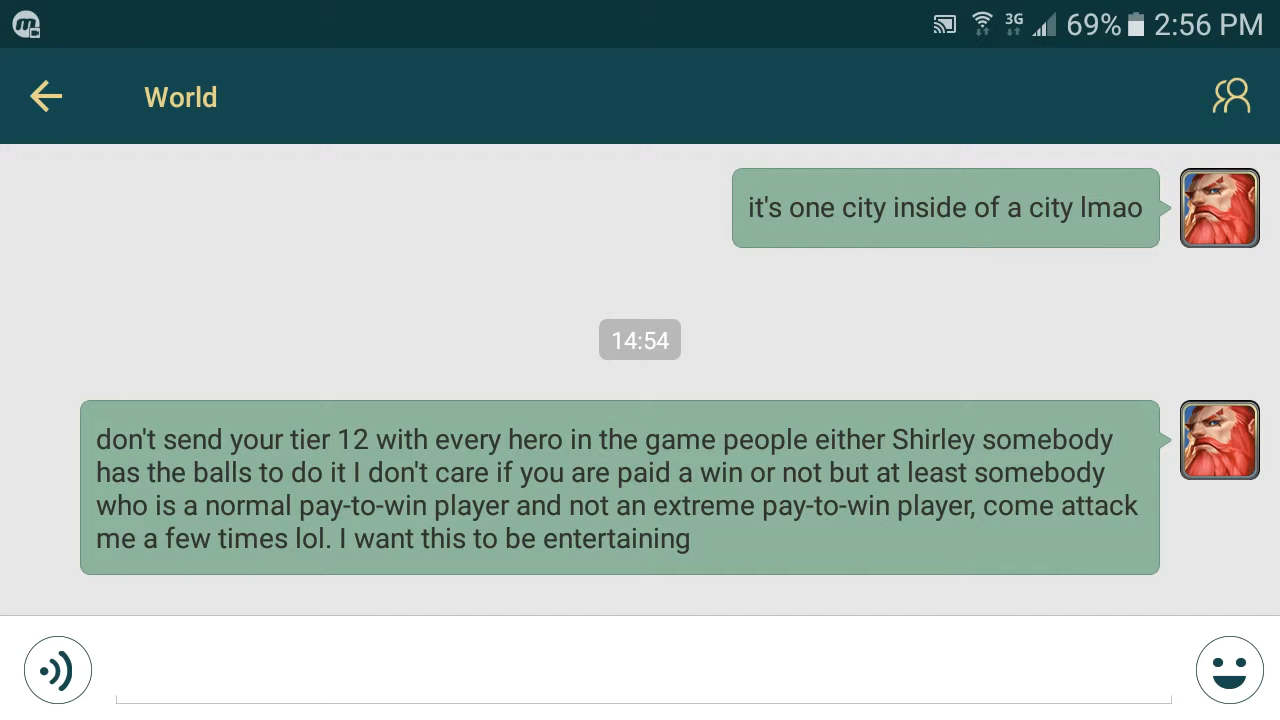 3G 69% 2:56 PM
World
it's one city inside of a city lmao
14:54
don't send your tier 12 with every hero in the game people either Shirley somebody
has the balls to do it I don't care if you are paid a win or not but at least somebody
who is a normal pay-to-win player and not an extreme pay-to-win player, come attack
me a few times lol. I want this to be entertaining